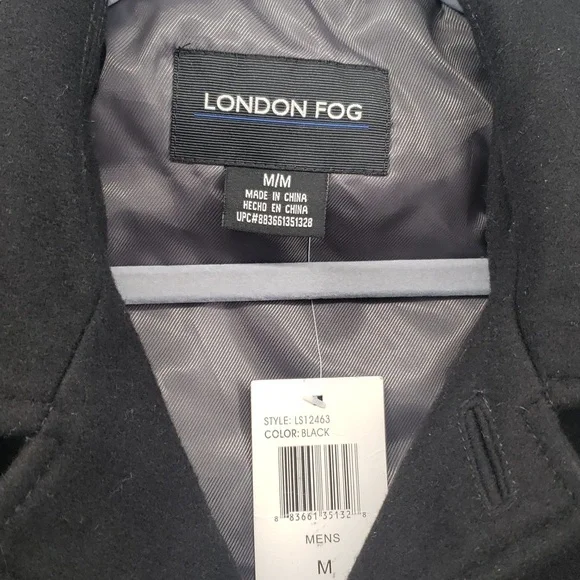 LONDON FOG
M/M
MADE IN CHINA
HECHO EN CHINA
UPC#883661351328
STYLE: LS12463
COLOR: BLACK
8 83661 35132 8
MENS
M